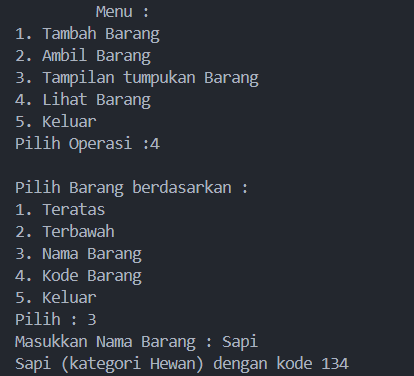 Menu :
1. Tambah Barang
2. Ambil Barang
3. Tampilan tumpukan Barang
4. Lihat Barang
5. Keluar
Pilih Operasi :4
Pilih Barang berdasarkan :
1. Teratas
2. Terbawah
3. Nama Barang
4. Kode Barang
5. Keluar
Pilih : 3
Masukkan Nama Barang : Sapi
Sapi (kategori Hewan) dengan kode 134